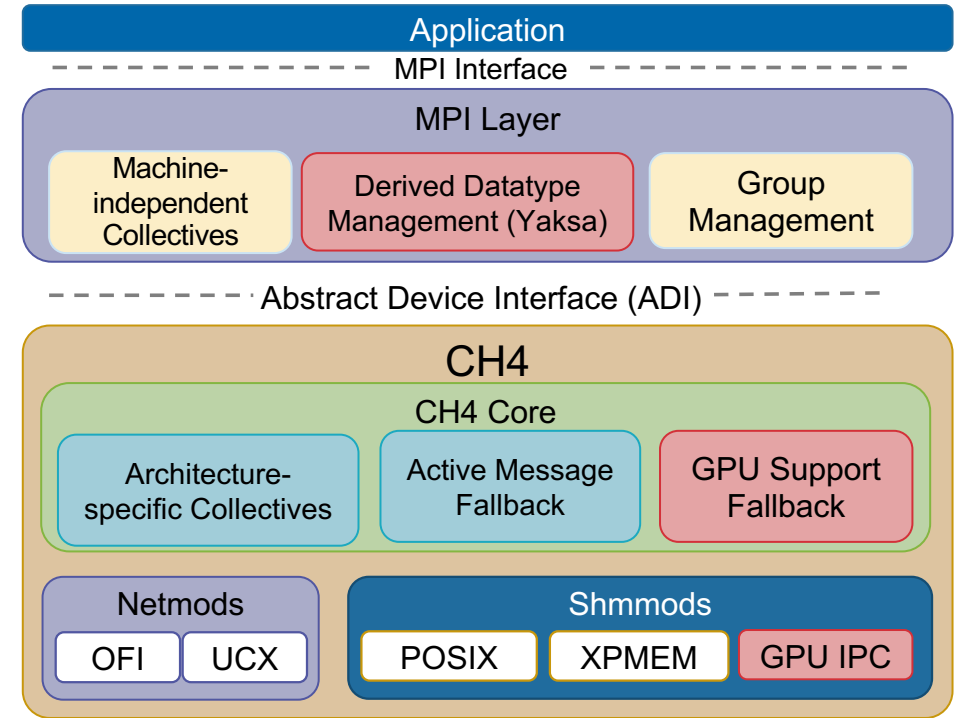 Application
MPI Interface
MPI Layer
Machine-
independent
Collectives
Derived Datatype
Management (Yaksa)
Group
Management
Abstract Device Interface (ADI)
CH4
CH4 Core
Architecture-
specific Collectives
Active Message
Fallback
GPU Support
Fallback
Netmods
OFI
UCX
Shmmods
POSIX
XPMEM
GPU IPC